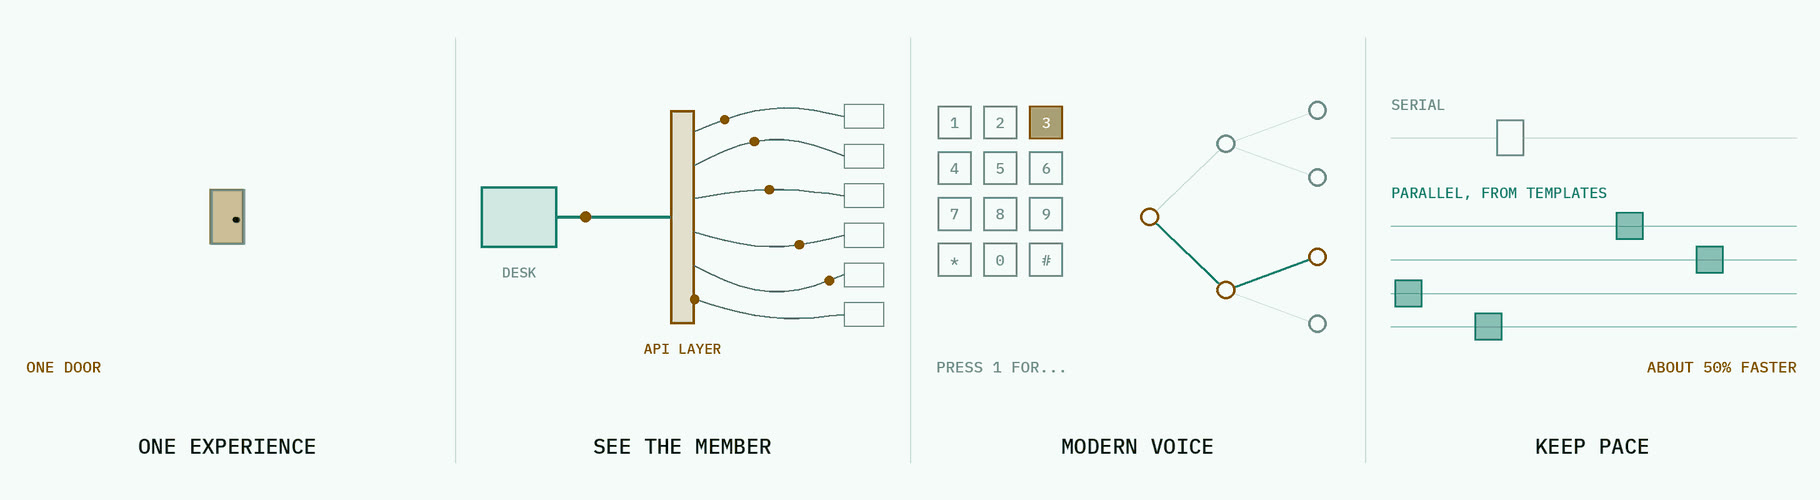 ONE DOOR
ONE EXPERIENCE
DESK
API LAYER
SEE THE MEMBER
1 2 3
4 5 6
7 8 9
* 0 #
PRESS 1 FOR...
MODERN VOICE
SERIAL
PARALLEL, FROM TEMPLATES
ABOUT 50% FASTER
KEEP PACE